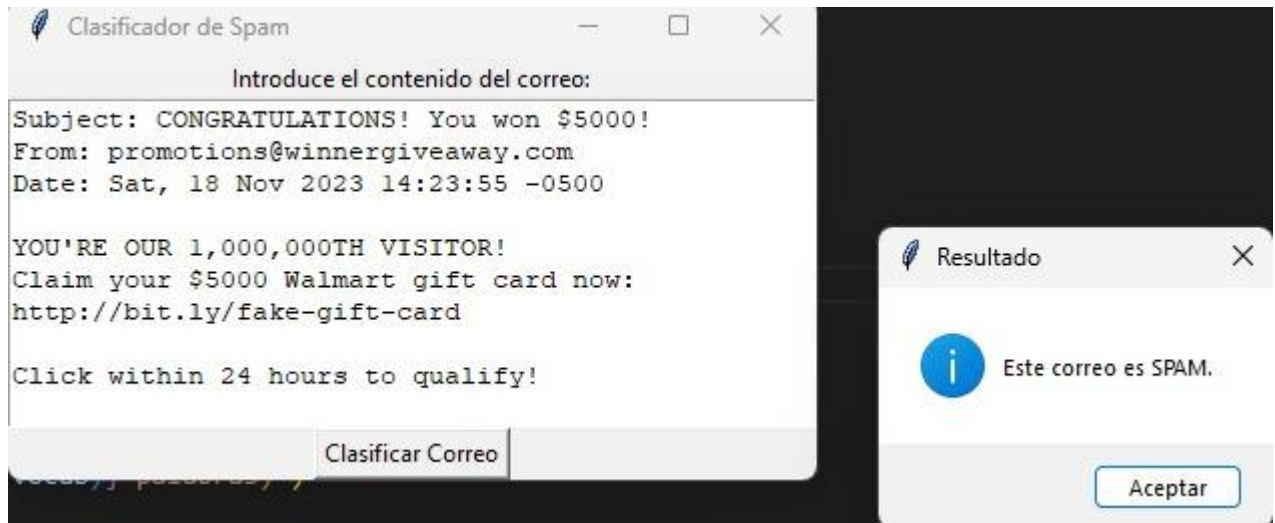 Clasificador de Spam
Introduce el contenido del correo:
Subject: CONGRATULATIONS! You won $5000!
From: promotions@winnergiveaway.com
Date: Sat, 18 Nov 2023 14:23:55 -0500
YOU'RE OUR 1,000,000TH VISITOR!
Claim your $5000 Walmart gift card now:
http://bit.ly/fake-gift-card
Click within 24 hours to qualify!
Clasificar Correo
Resultado
Este correo es SPAM.
Aceptar